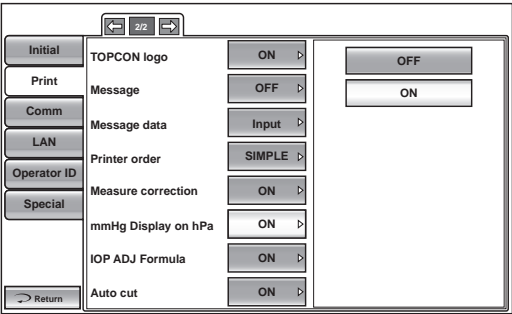 2/2
Initial
Print
Comm
LAN
Operator ID
Special
Return
TOPCON logo ON
Message OFF
Message data Input
Printer order SIMPLE
Measure correction ON
mmHg Display on hPa ON
IOP ADJ Formula ON
Auto cut ON
OFF
ON